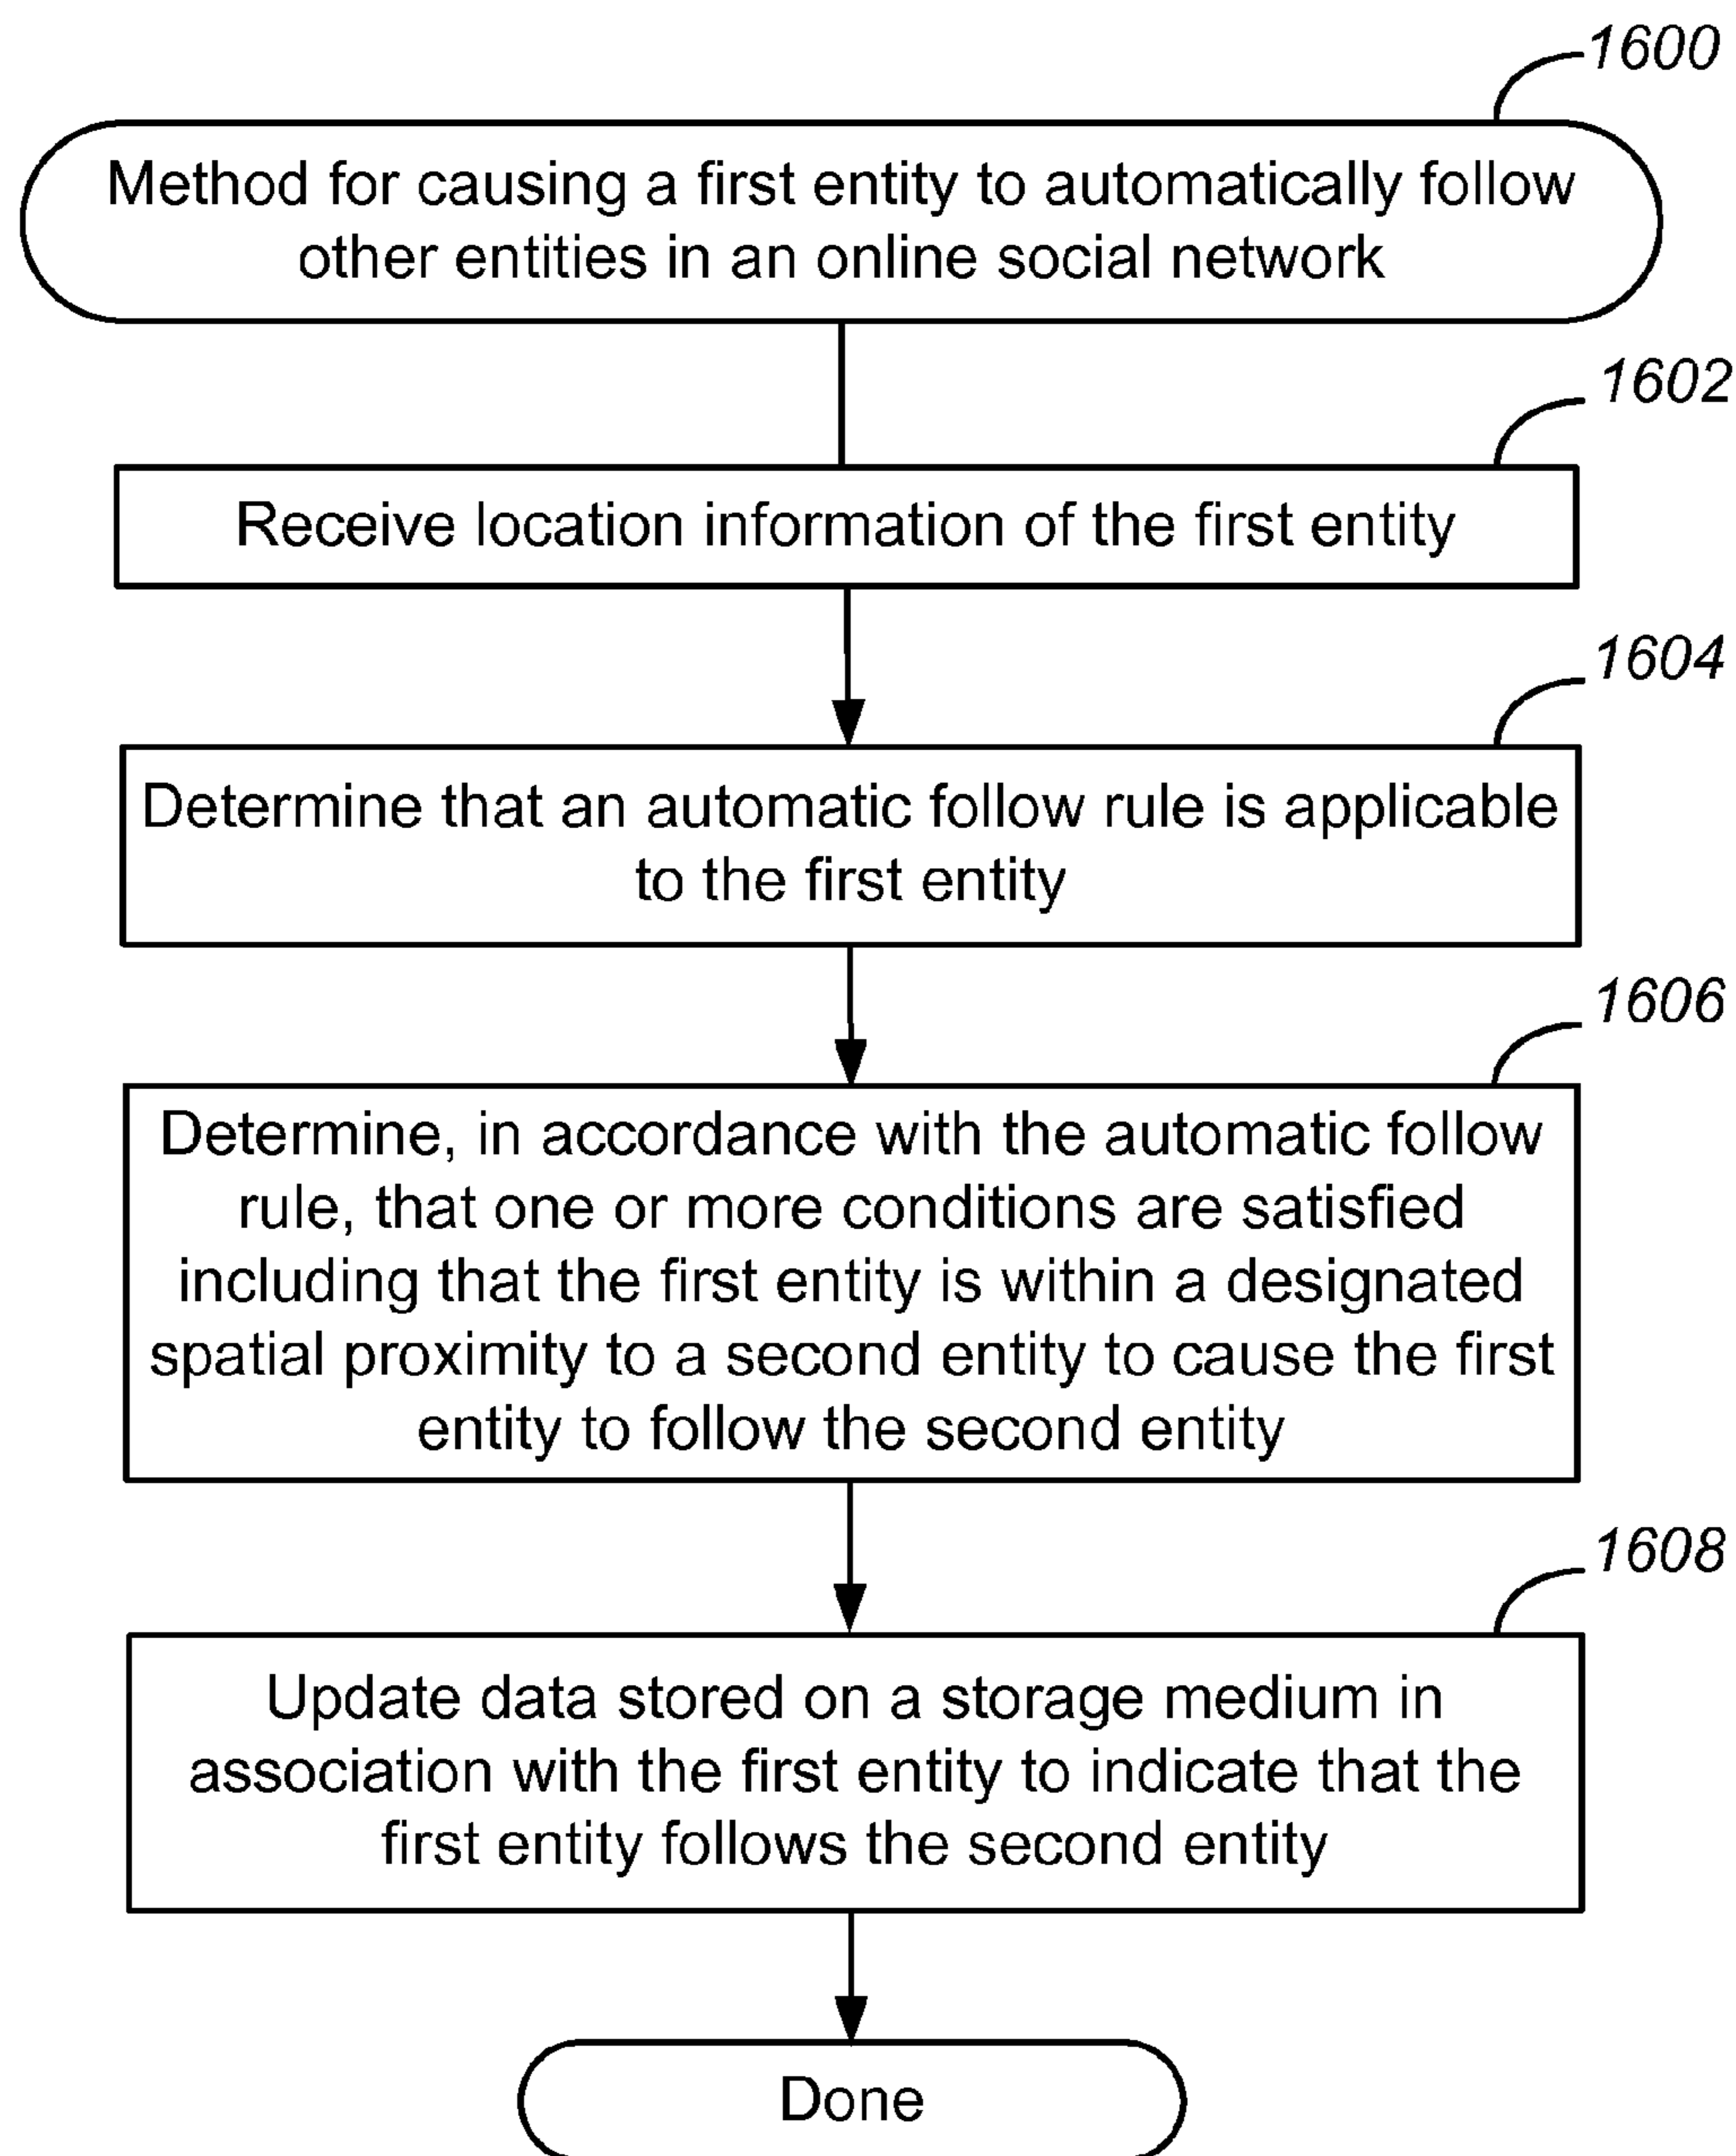 1600
Method for causing a first entity to automatically follow
other entities in an online social network
1602
Receive location information of the first entity
1604
Determine that an automatic follow rule is applicable
to the first entity
1606
Determine, in accordance with the automatic follow
rule, that one or more conditions are satisfied
including that the first entity is within a designated
spatial proximity to a second entity to cause the first
entity to follow the second entity
1608
Update data stored on a storage medium in
association with the first entity to indicate that the
first entity follows the second entity
Done